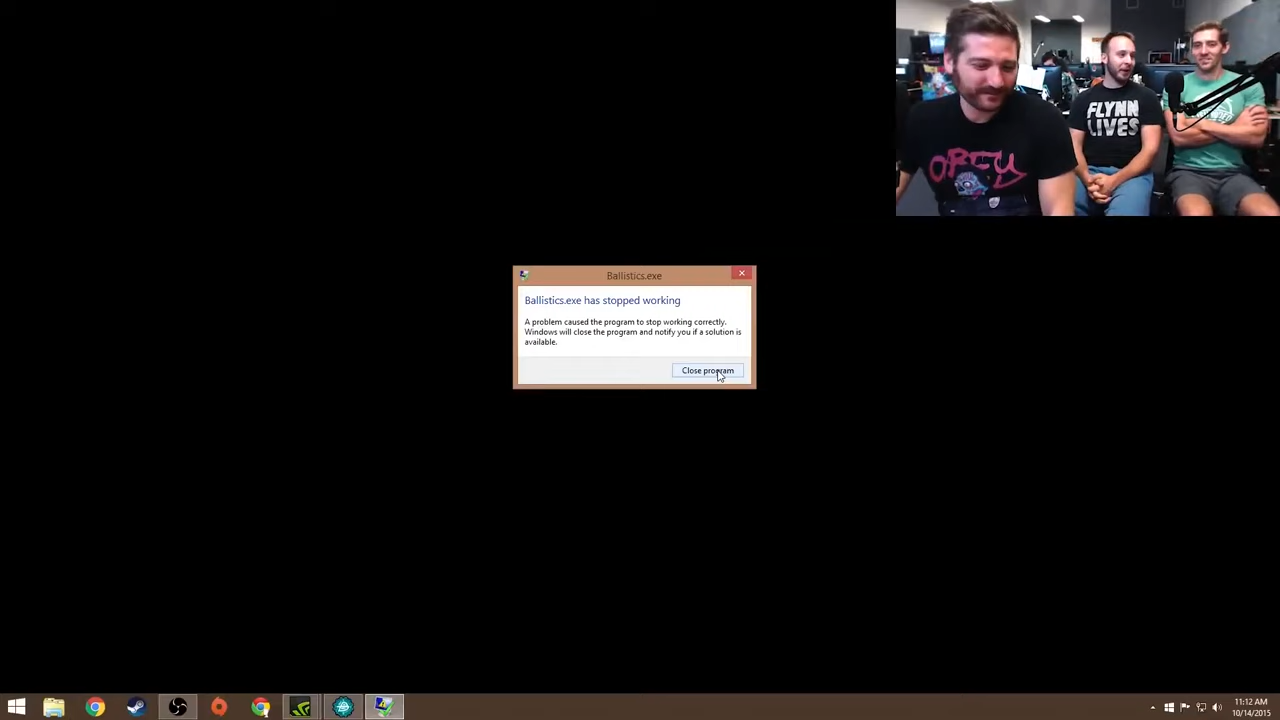 ORGY
FLYNN
LIVES
Ballistics.exe
Ballistics.exe has stopped working
A problem caused the program to stop working correctly.
Windows will close the program and notify you if a solution is
available.
Close program
11:12 AM
10/14/2015